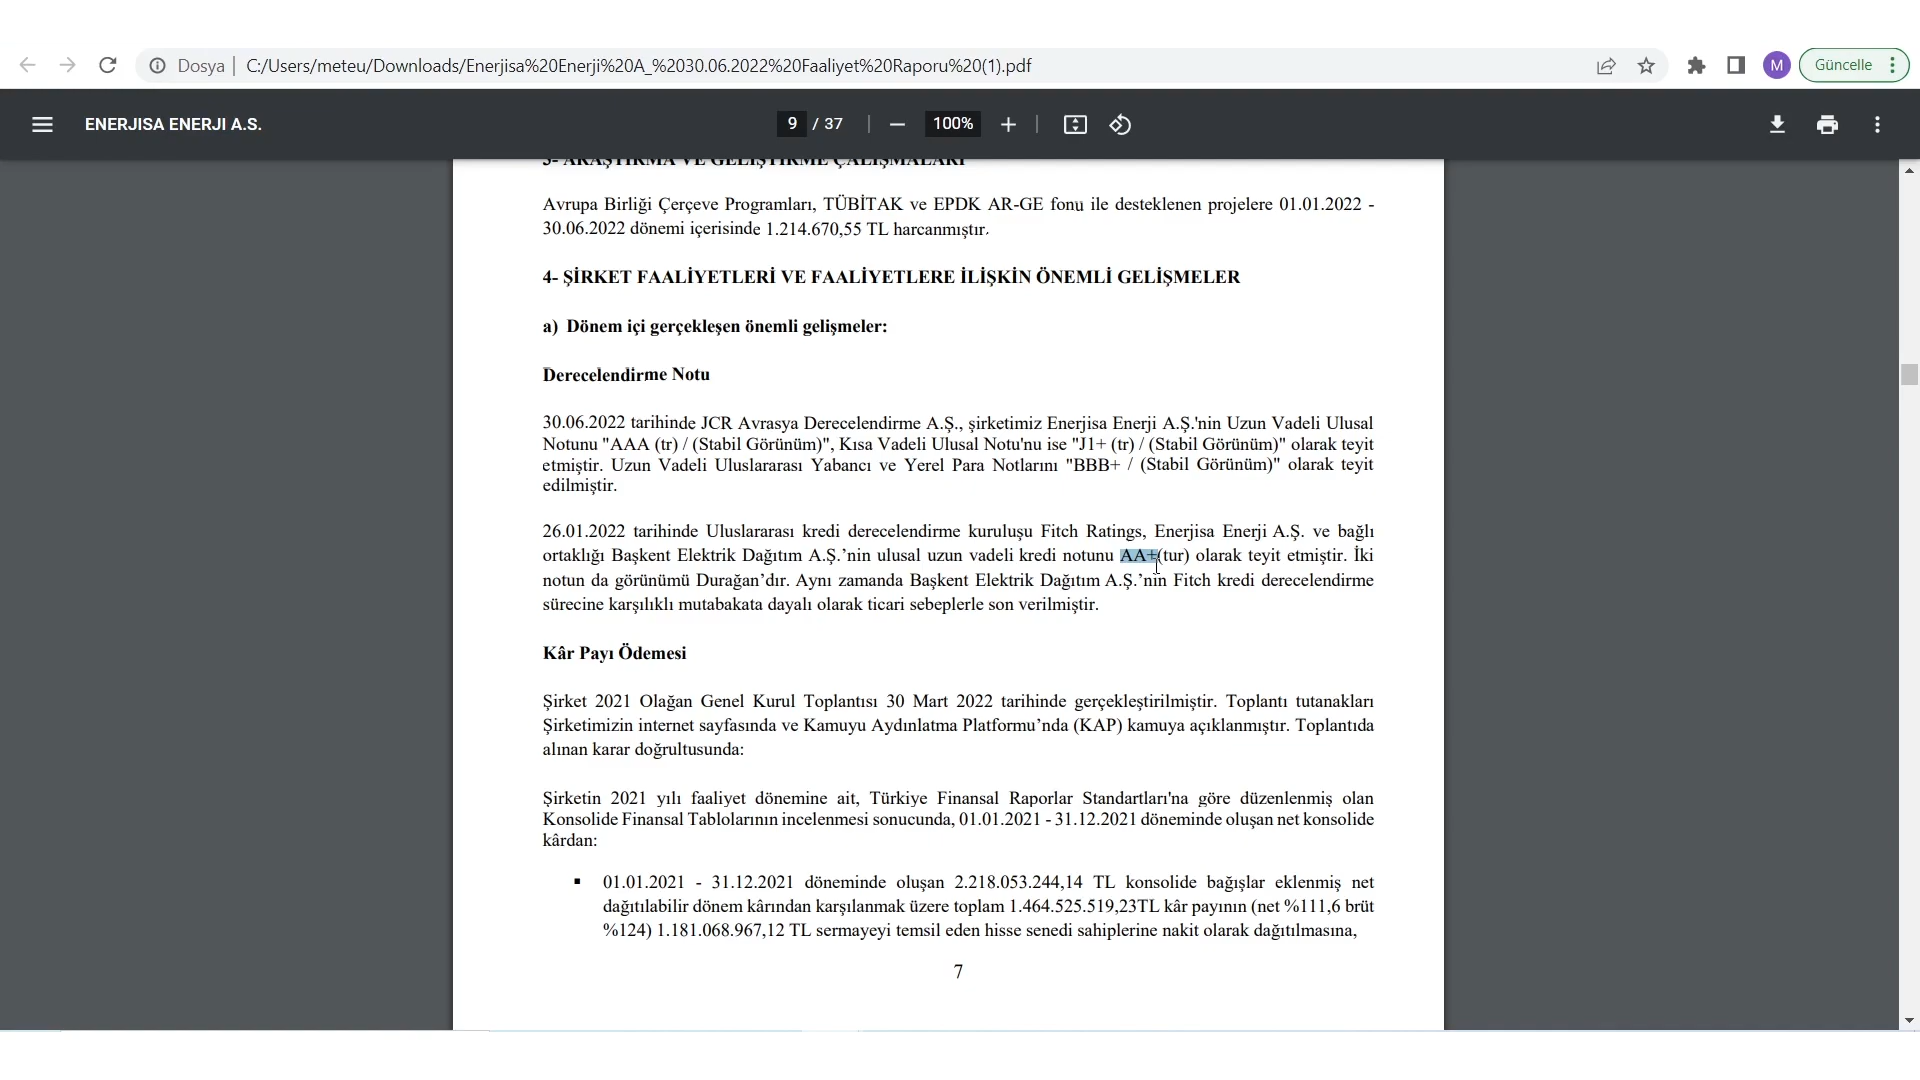 Dosya C:/Users/meteu/Downloads/Enerjisa%20Enerji%20A_%2030.06.2022%20Faaliyet%20Raporu%20(1).pdf M Güncelle
ENERJISA ENERJI A.S. 9 / 37 100%
3- ARAŞTIRMA VE GELİŞTİRME ÇALIŞMALARI
Avrupa Birliği Çerçeve Programları, TÜBİTAK ve EPDK AR-GE fonu ile desteklenen projelere 01.01.2022 -
30.06.2022 dönemi içerisinde 1.214.670,55 TL harcanmıştır.
4- ŞİRKET FAALİYETLERİ VE FAALİYETLERE İLİŞKİN ÖNEMLİ GELİŞMELER
a) Dönem içi gerçekleşen önemli gelişmeler:
Derecelendirme Notu
30.06.2022 tarihinde JCR Avrasya Derecelendirme A.Ş., şirketimiz Enerjisa Enerji A.Ş.'nin Uzun Vadeli Ulusal
Notunu "AAA (tr) / (Stabil Görünüm)", Kısa Vadeli Ulusal Notu'nu ise "J1+ (tr) / (Stabil Görünüm)" olarak teyit
etmiştir. Uzun Vadeli Uluslararası Yabancı ve Yerel Para Notlarını "BBB+ / (Stabil Görünüm)" olarak teyit
edilmiştir.
26.01.2022 tarihinde Uluslararası kredi derecelendirme kuruluşu Fitch Ratings, Enerjisa Enerji A.Ş. ve bağlı
ortaklığı Başkent Elektrik Dağıtım A.Ş.’nin ulusal uzun vadeli kredi notunu AA+(tur) olarak teyit etmiştir. İki
notun da görünümü Durağan’dır. Aynı zamanda Başkent Elektrik Dağıtım A.Ş.’nin Fitch kredi derecelendirme
sürecine karşılıklı mutabakata dayalı olarak ticari sebeplerle son verilmiştir.
Kâr Payı Ödemesi
Şirket 2021 Olağan Genel Kurul Toplantısı 30 Mart 2022 tarihinde gerçekleştirilmiştir. Toplantı tutanakları
Şirketimizin internet sayfasında ve Kamuyu Aydınlatma Platformu’nda (KAP) kamuya açıklanmıştır. Toplantıda
alınan karar doğrultusunda:
Şirketin 2021 yılı faaliyet dönemine ait, Türkiye Finansal Raporlar Standartları'na göre düzenlenmiş olan
Konsolide Finansal Tablolarının incelenmesi sonucunda, 01.01.2021 - 31.12.2021 döneminde oluşan net konsolide
kârdan:
▪ 01.01.2021 - 31.12.2021 döneminde oluşan 2.218.053.244,14 TL konsolide bağışlar eklenmiş net
dağıtılabilir dönem kârından karşılanmak üzere toplam 1.464.525.519,23TL kâr payının (net %111,6 brüt
%124) 1.181.068.967,12 TL sermayeyi temsil eden hisse senedi sahiplerine nakit olarak dağıtılmasına,
7